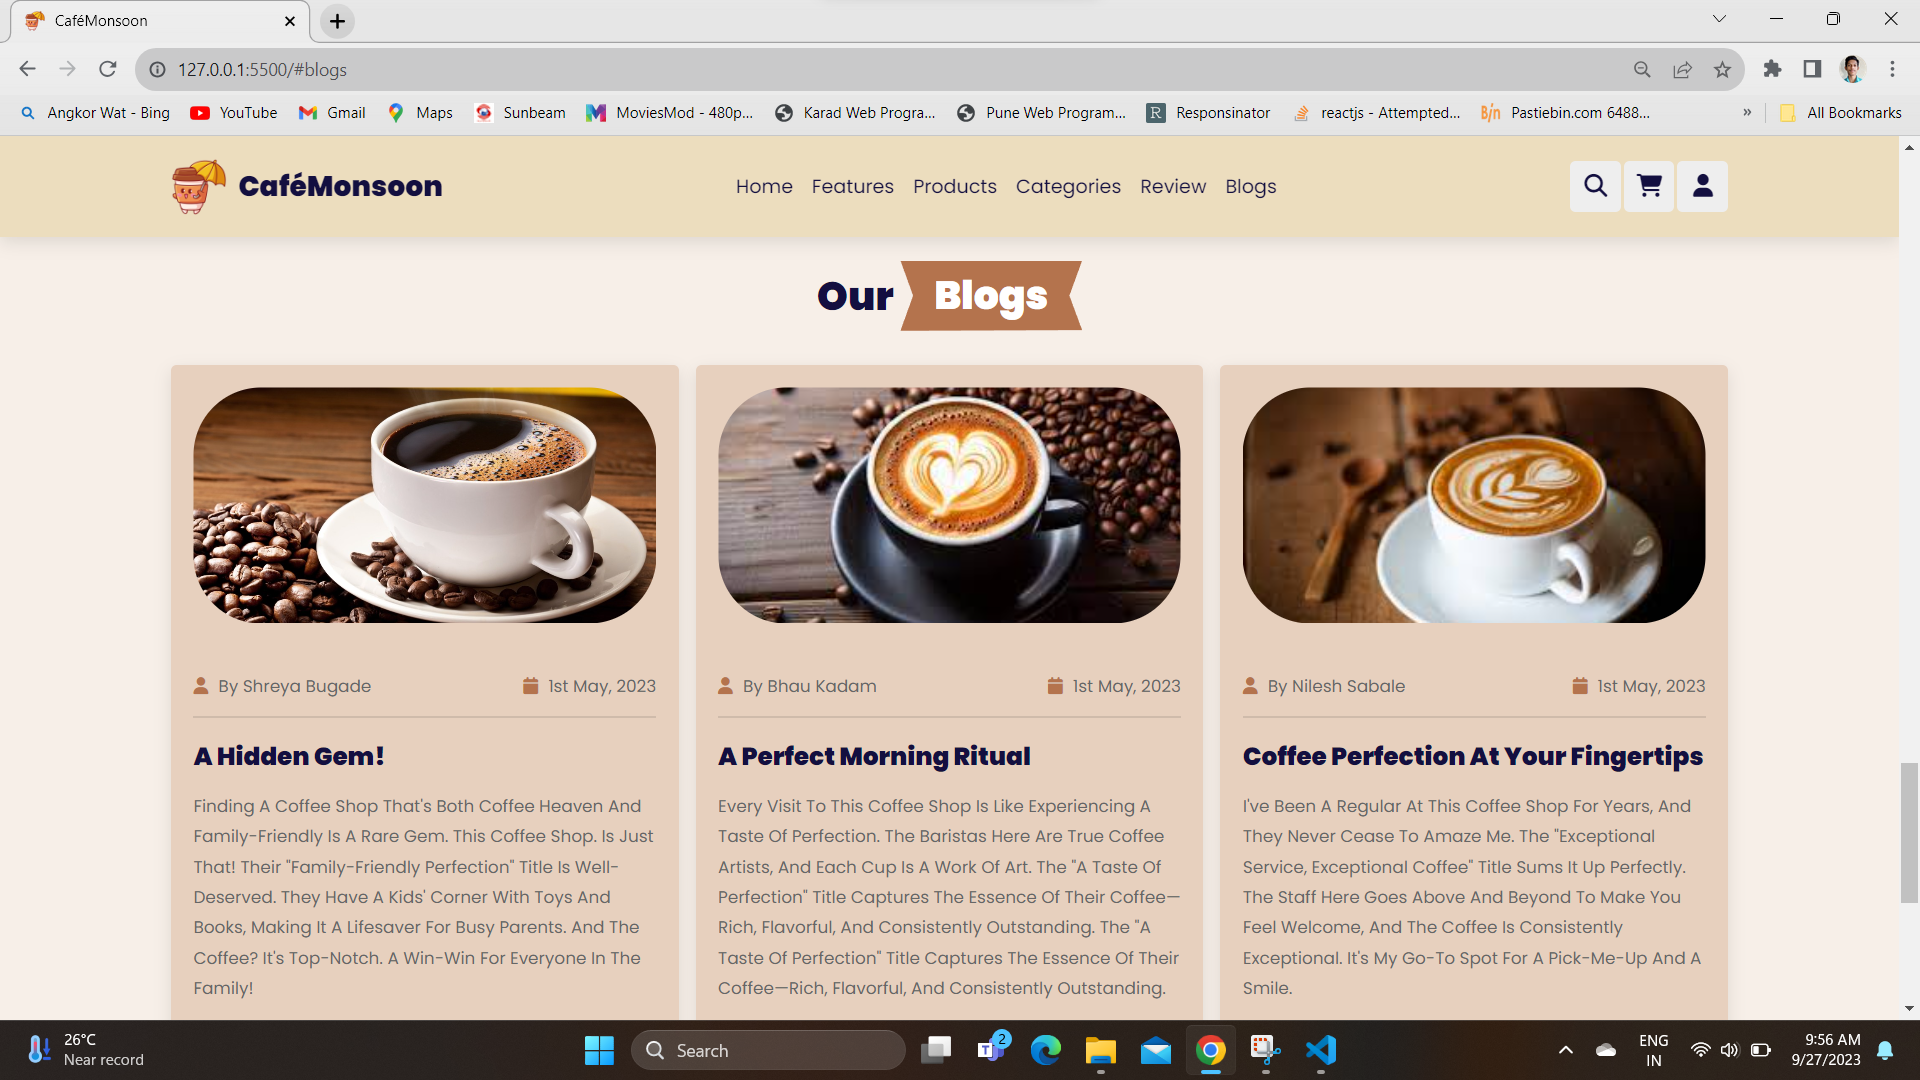 CaféMonsoon
127.0.0.1:5500/#blogs
Angkor Wat - Bing
YouTube
Gmail
Maps
Sunbeam
MoviesMod - 480p...
Karad Web Progra...
Pune Web Program...
R
Responsinator
reactjs - Attempted...
B/n
Pastiebin.com 6488...
»
All Bookmarks
CaféMonsoon
Home
Features
Products
Categories
Review
Blogs
Our Blogs
By Shreya Bugade
1st May, 2023
A Hidden Gem!
Finding A Coffee Shop That's Both Coffee Heaven And
Family-Friendly Is A Rare Gem. This Coffee Shop. Is Just
That! Their "Family-Friendly Perfection" Title Is Well-
Deserved. They Have A Kids' Corner With Toys And
Books, Making It A Lifesaver For Busy Parents. And The
Coffee? It's Top-Notch. A Win-Win For Everyone In The
Family!
By Bhau Kadam
1st May, 2023
A Perfect Morning Ritual
Every Visit To This Coffee Shop Is Like Experiencing A
Taste Of Perfection. The Baristas Here Are True Coffee
Artists, And Each Cup Is A Work Of Art. The "A Taste Of
Perfection" Title Captures The Essence Of Their Coffee—
Rich, Flavorful, And Consistently Outstanding. The "A
Taste Of Perfection" Title Captures The Essence Of Their
Coffee—Rich, Flavorful, And Consistently Outstanding.
By Nilesh Sabale
1st May, 2023
Coffee Perfection At Your Fingertips
I've Been A Regular At This Coffee Shop For Years, And
They Never Cease To Amaze Me. The "Exceptional
Service, Exceptional Coffee" Title Sums It Up Perfectly.
The Staff Here Goes Above And Beyond To Make You
Feel Welcome, And The Coffee Is Consistently
Exceptional. It's My Go-To Spot For A Pick-Me-Up And A
Smile.
26°C
Near record
Search
T
2
ENG
IN
9:56 AM
9/27/2023